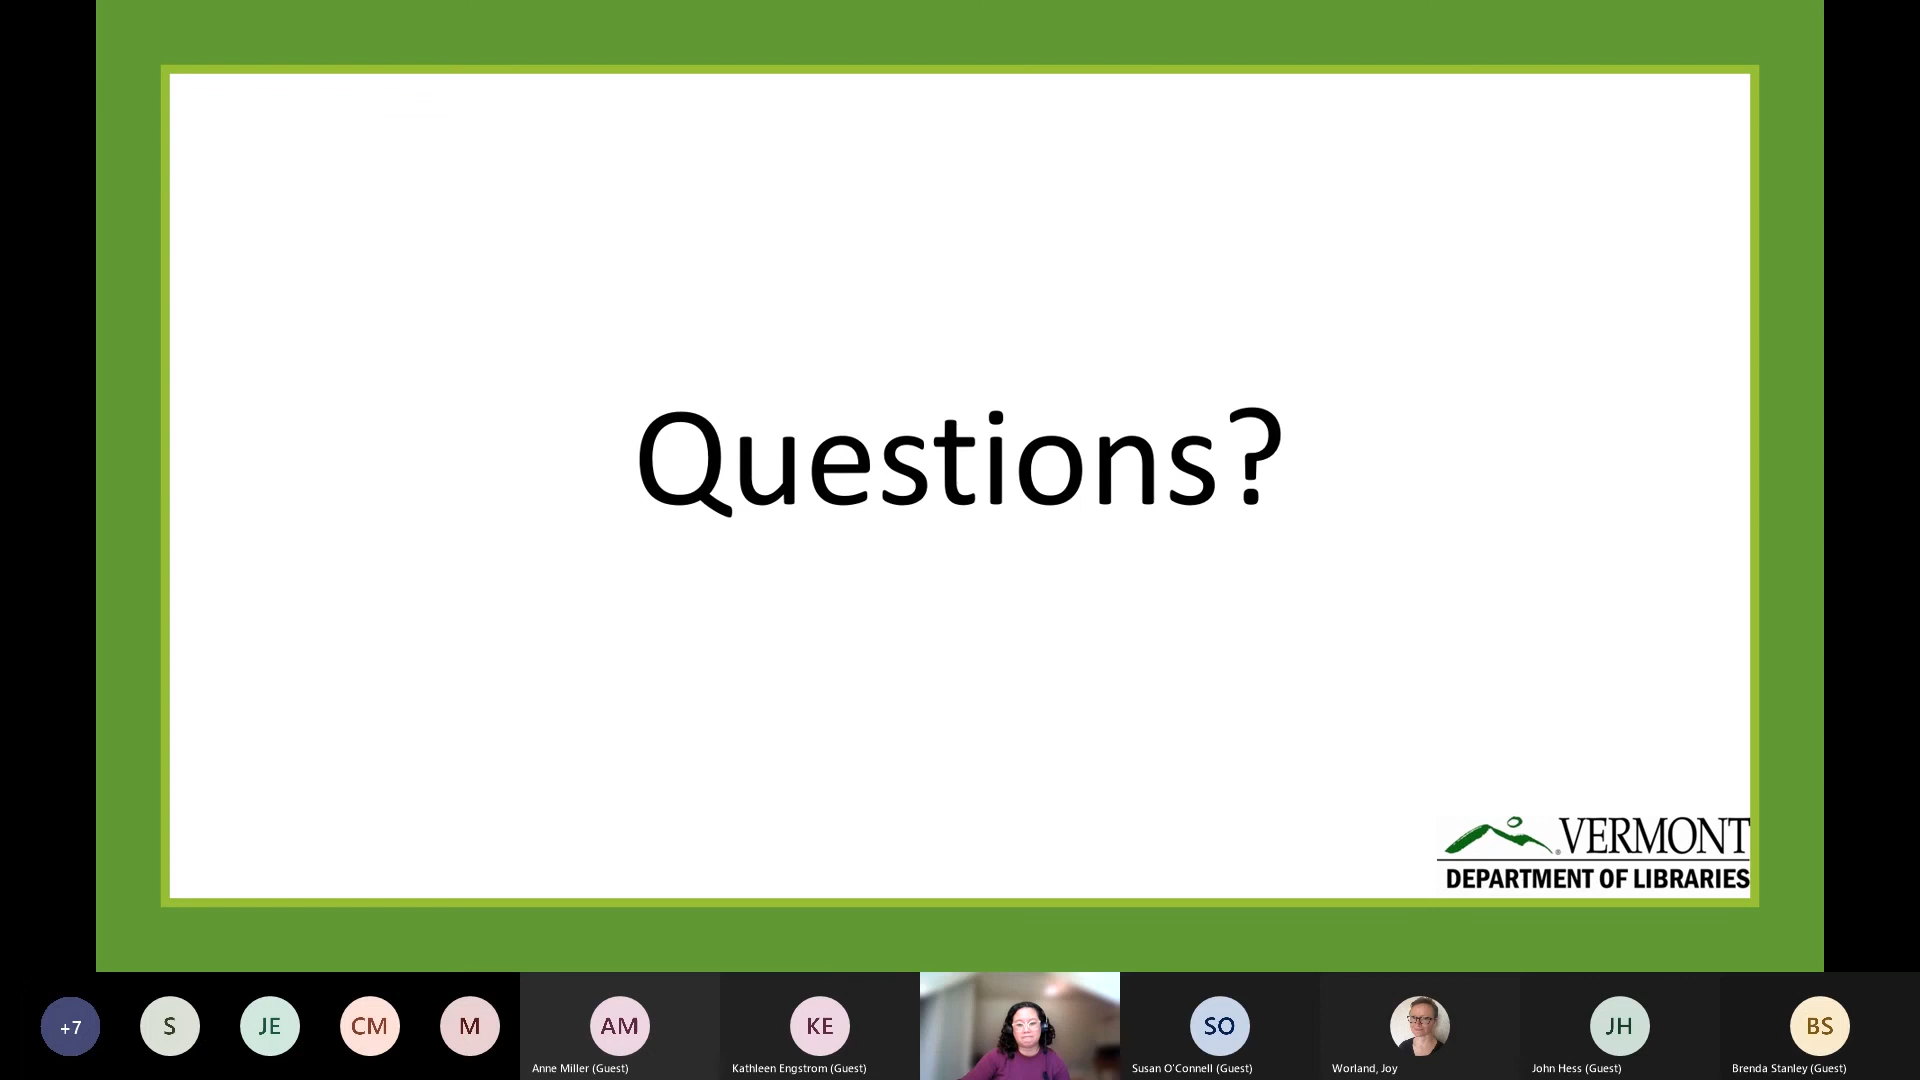 Questions?
VERMONT
DEPARTMENT OF LIBRARIES
+7
S
JE
CM
M
AM
KE
SO
JH
BS
Anne Miller (Guest)
Kathleen Engstrom (Guest)
Susan O'Connell (Guest)
Worland, Joy
John Hess (Guest)
Brenda Stanley (Guest)